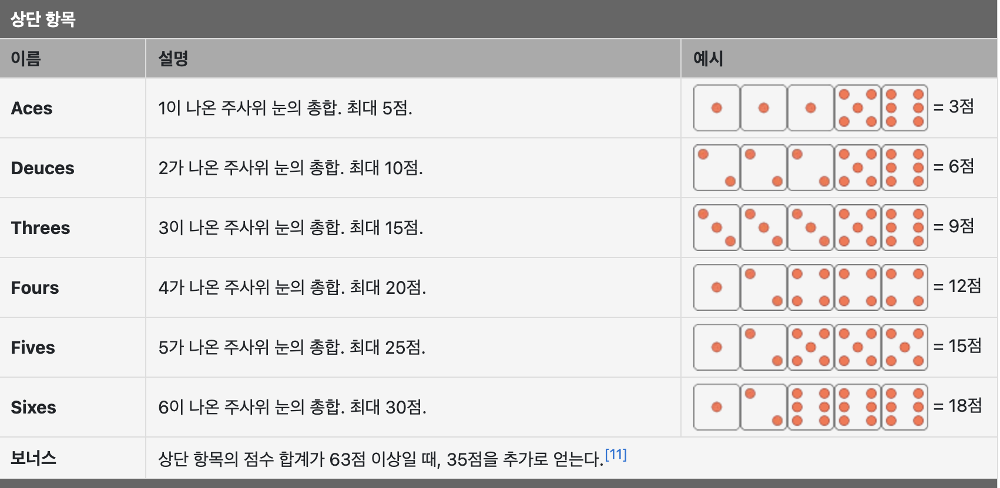 상단 항목
이름 설명 예시
Aces 1이 나온 주사위 눈의 총합. 최대 5점. = 3점
Deuces 2가 나온 주사위 눈의 총합. 최대 10점. = 6점
Threes 3이 나온 주사위 눈의 총합. 최대 15점. = 9점
Fours 4가 나온 주사위 눈의 총합. 최대 20점. = 12점
Fives 5가 나온 주사위 눈의 총합. 최대 25점. = 15점
Sixes 6이 나온 주사위 눈의 총합. 최대 30점. = 18점
보너스 상단 항목의 점수 합계가 63점 이상일 때, 35점을 추가로 얻는다.[11]